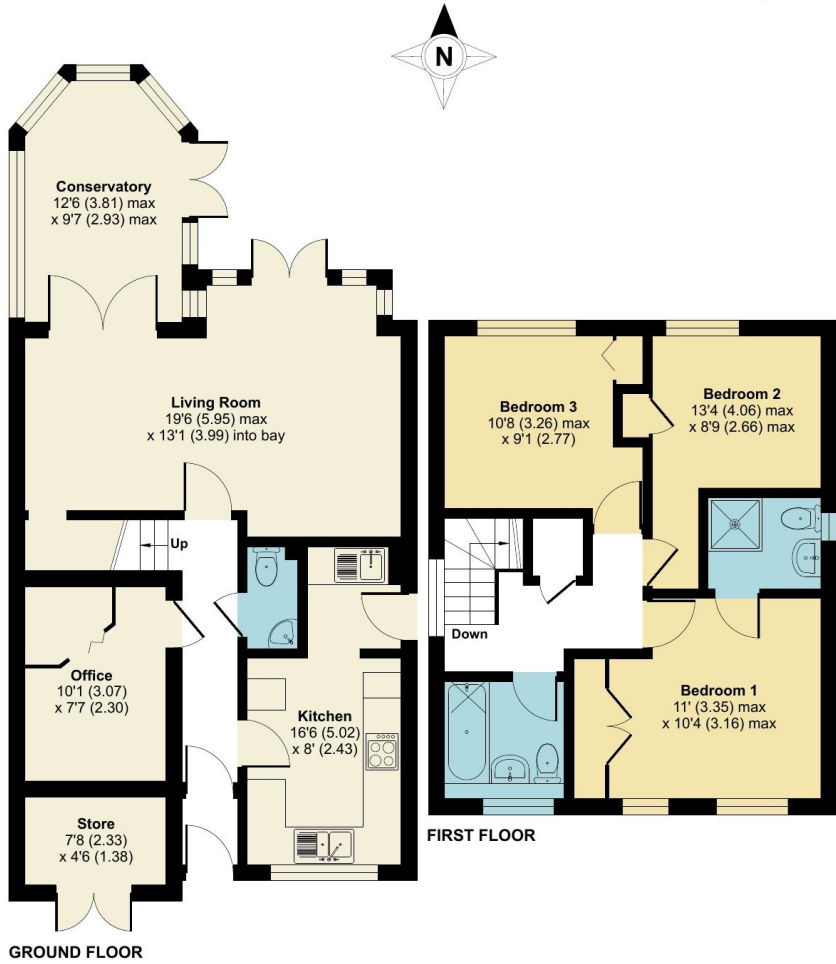 N
Conservatory
12'6 (3.81) max
x 9'7 (2.93) max
Living Room
19'6 (5.95) max
x 13'1 (3.99) into bay
Up
Office
10'1 (3.07)
x 7'7 (2.30)
Kitchen
16'6 (5.02)
x 8' (2.43)
Store
7'8 (2.33)
x 4'6 (1.38)
GROUND FLOOR
Bedroom 3
10'8 (3.26) max
x 9'1 (2.77)
Bedroom 2
13'4 (4.06) max
x 8'9 (2.66) max
Down
Bedroom 1
11' (3.35) max
x 10'4 (3.16) max
FIRST FLOOR